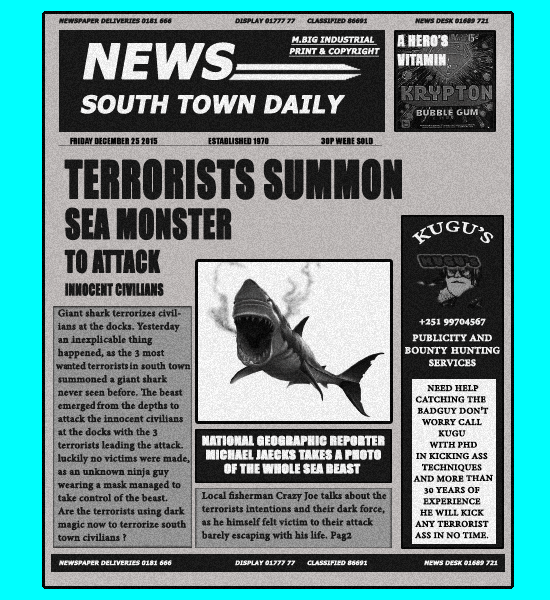 NEWSPAPER DELIVERIES 0181 666 DISPLAY 01777 77 CLASSIFIED 86691 NEWS DESK 01689 721
M.BIG INDUSTRIAL
PRINT & COPYRIGHT
NEWS
SOUTH TOWN DAILY
A HERO'S
VITAMIN
KRYPTON
BUBBLE GUM
FRIDAY DECEMBER 25 2015 ESTABLISHED 1970 30P WERE SOLD
TERRORISTS SUMMON
SEA MONSTER
TO ATTACK
INNOCENT CIVILIANS
Giant shark terrorizes civil-
ians at the docks. Yesterday
an inexplicable thing
happened, as the 3 most
wanted terrorists in south town
summoned a giant shark
never seen before. The beast
emerged from the depths to
attack the innocent civilians
at the docks with the 3
terrorists leading the attack.
luckily no victims were made,
as an unknown ninja guy
wearing a mask managed to
take control of the beast.
Are the terrorists using dark
magic now to terrorize south
town civilians ?
NATIONAL GEOGRAPHIC REPORTER
MICHAEL JAECKS TAKES A PHOTO
OF THE WHOLE SEA BEAST
Local fisherman Crazy Joe talks about the
terrorists intentions and their dark force,
as he himself felt victim to their attack
barely escaping with his life. Pag2
KUGU'S
KUGU'S
+251 99704567
PUBLICITY AND
BOUNTY HUNTING
SERVICES
NEED HELP
CATCHING THE
BADGUY DON'T
WORRY CALL
KUGU
WITH PHD
IN KICKING ASS
TECHNIQUES
AND MORE THAN
30 YEARS OF
EXPERIENCE
HE WILL KICK
ANY TERRORIST
ASS IN NO TIME.
NEWSPAPER DELIVERIES 0181 666 DISPLAY 01777 77 CLASSIFIED 86691 NEWS DESK 01689 721